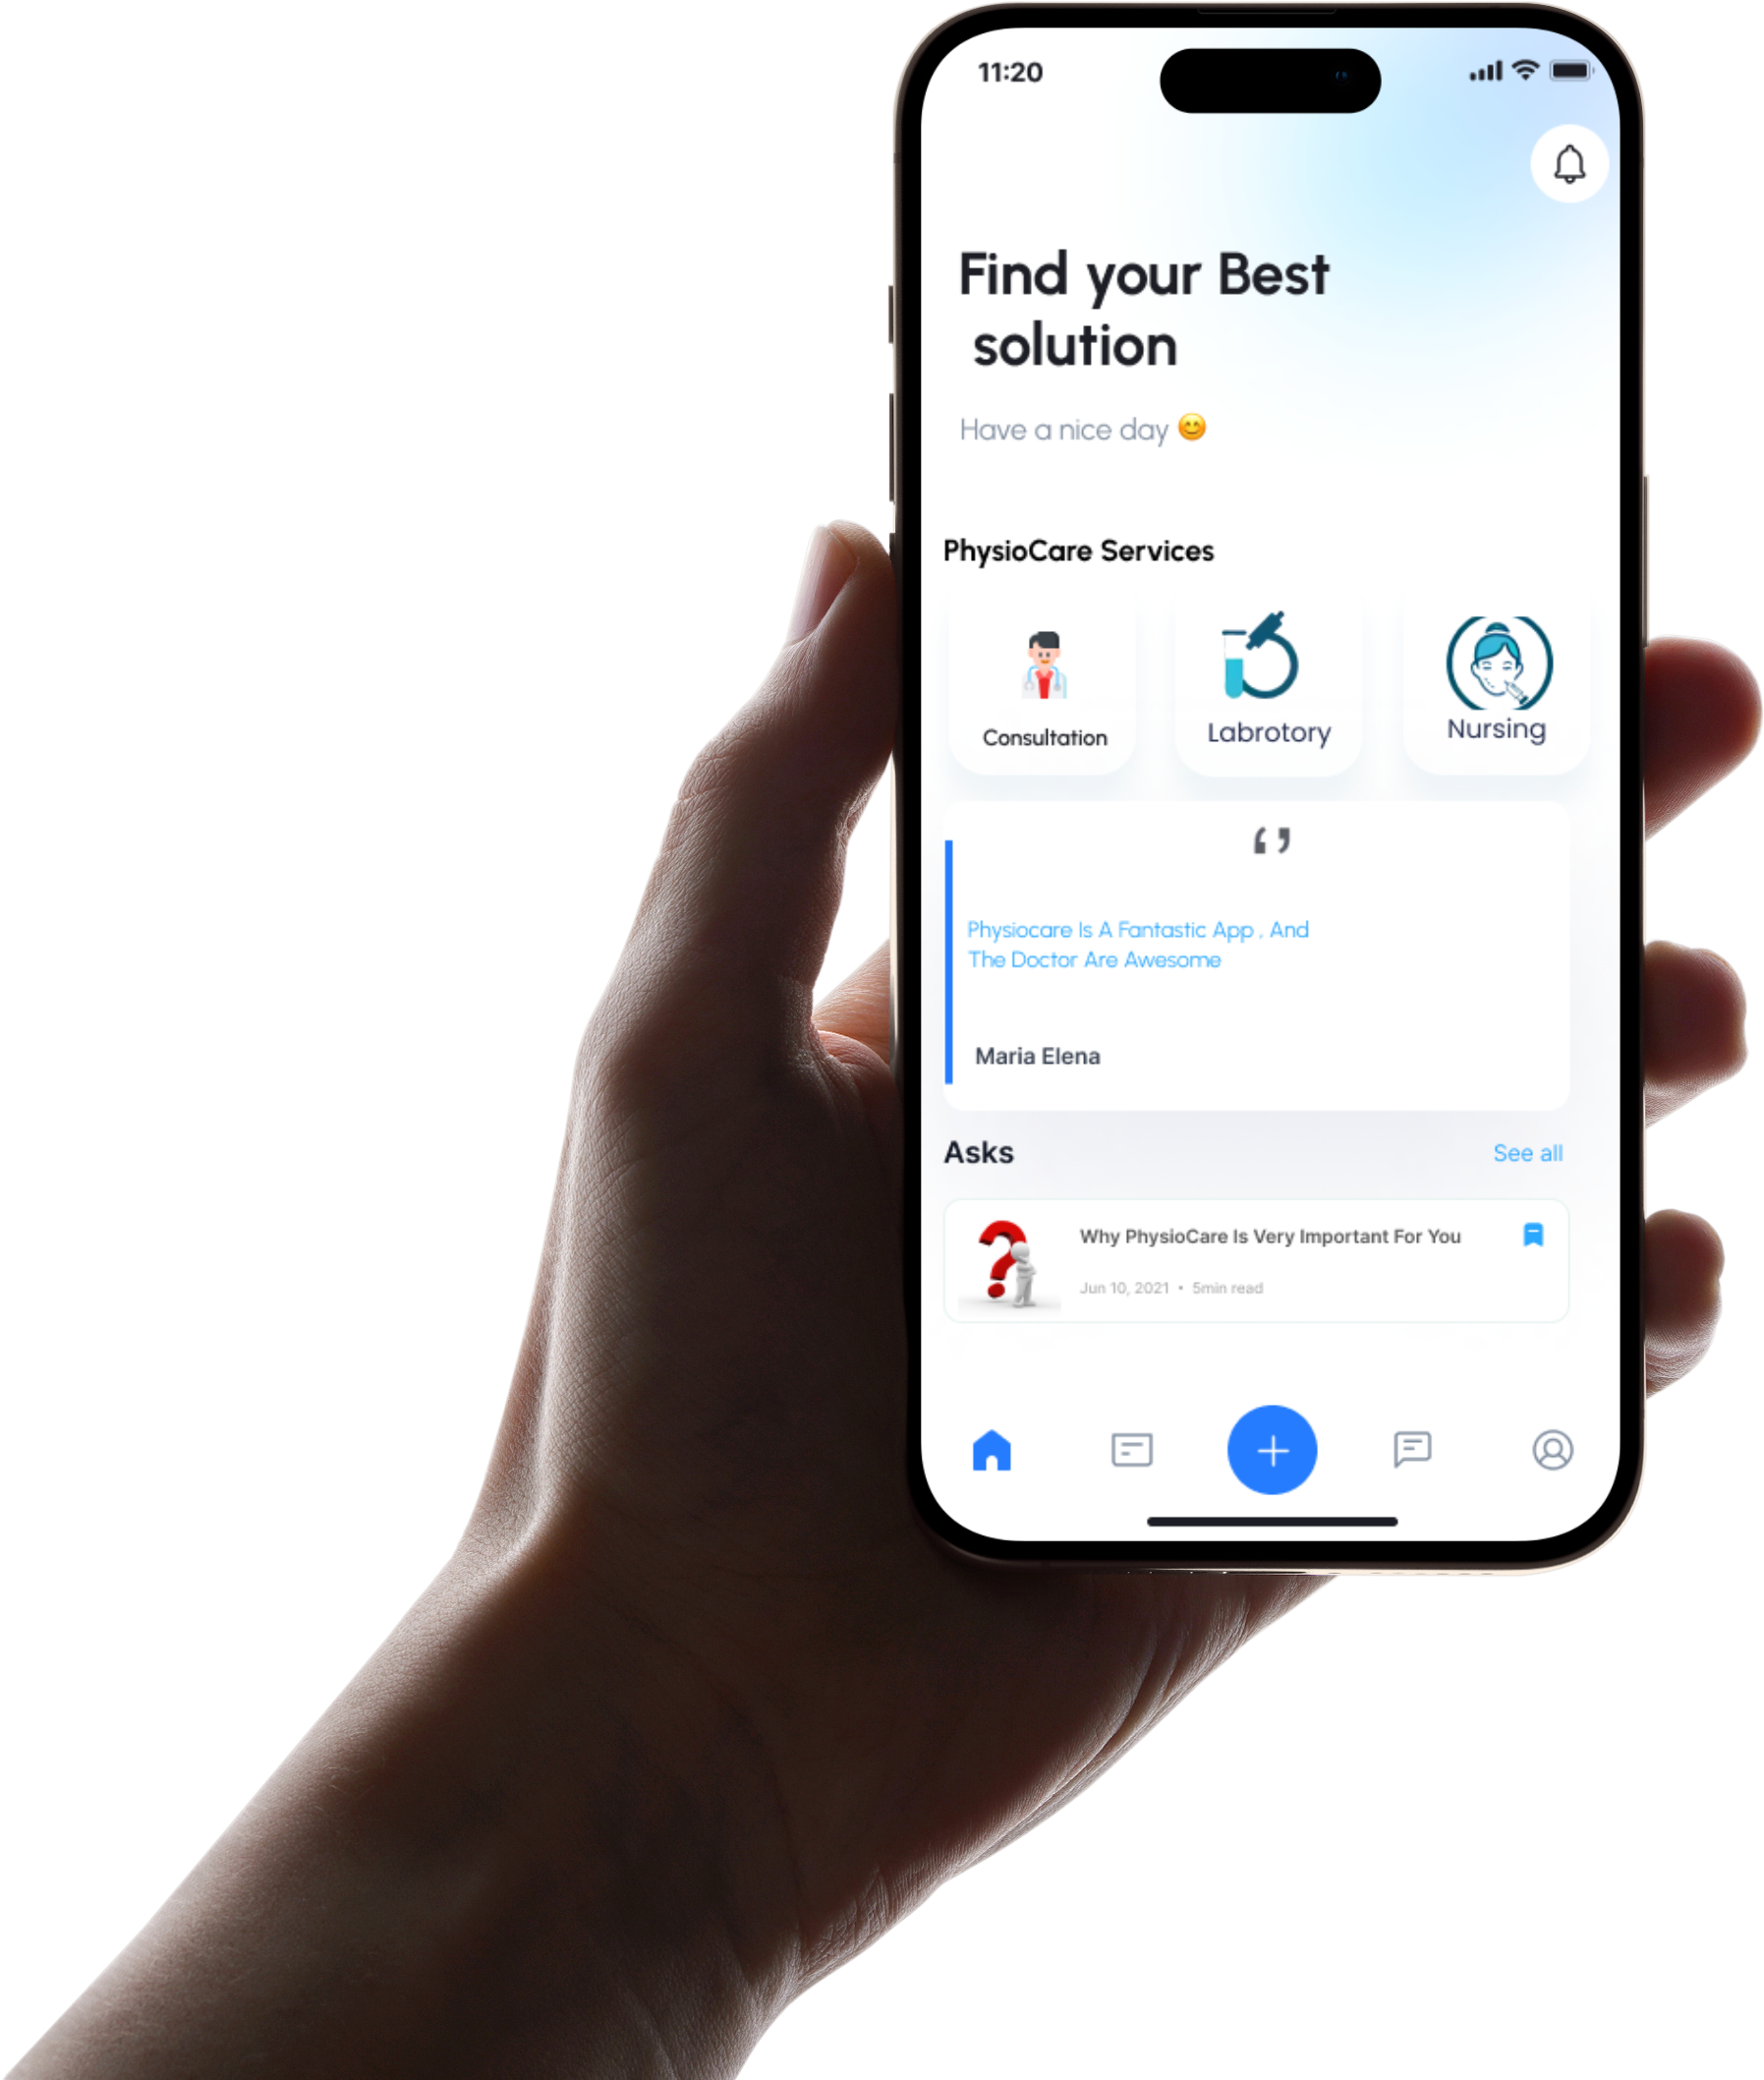 11:20
Find your Best
solution
Have a nice day 😊
PhysioCare Services
Consultation
Labrotory
Nursing
Physiocare Is A Fantastic App , And
The Doctor Are Awesome
Maria Elena
Asks
See all
Why PhysioCare Is Very Important For You
Jun 10, 2021 • 5min read